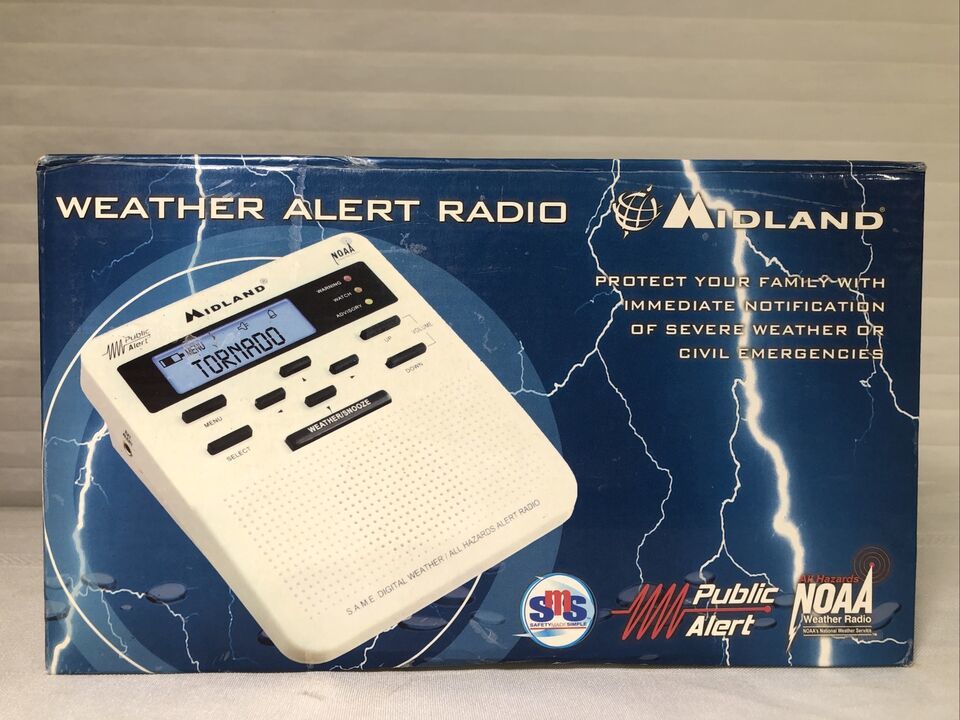 WEATHER ALERT RADIO
MIDLAND®
PROTECT YOUR FAMILY WITH
IMMEDIATE NOTIFICATION
OF SEVERE WEATHER OR
CIVIL EMERGENCIES
NOAA
MIDLAND®
WARNING
WATCH
ADVISORY
Public
Alert
MENU
TORNADO
VOLUME
UP
DOWN
MENU
SELECT
WEATHER/SNOOZE
S.A.M.E DIGITAL WEATHER / ALL HAZARDS ALERT RADIO
SMS
SAFETY MADE SIMPLE
Public
Alert
All Hazards
NOAA
Weather Radio
NOAA's National Weather Service